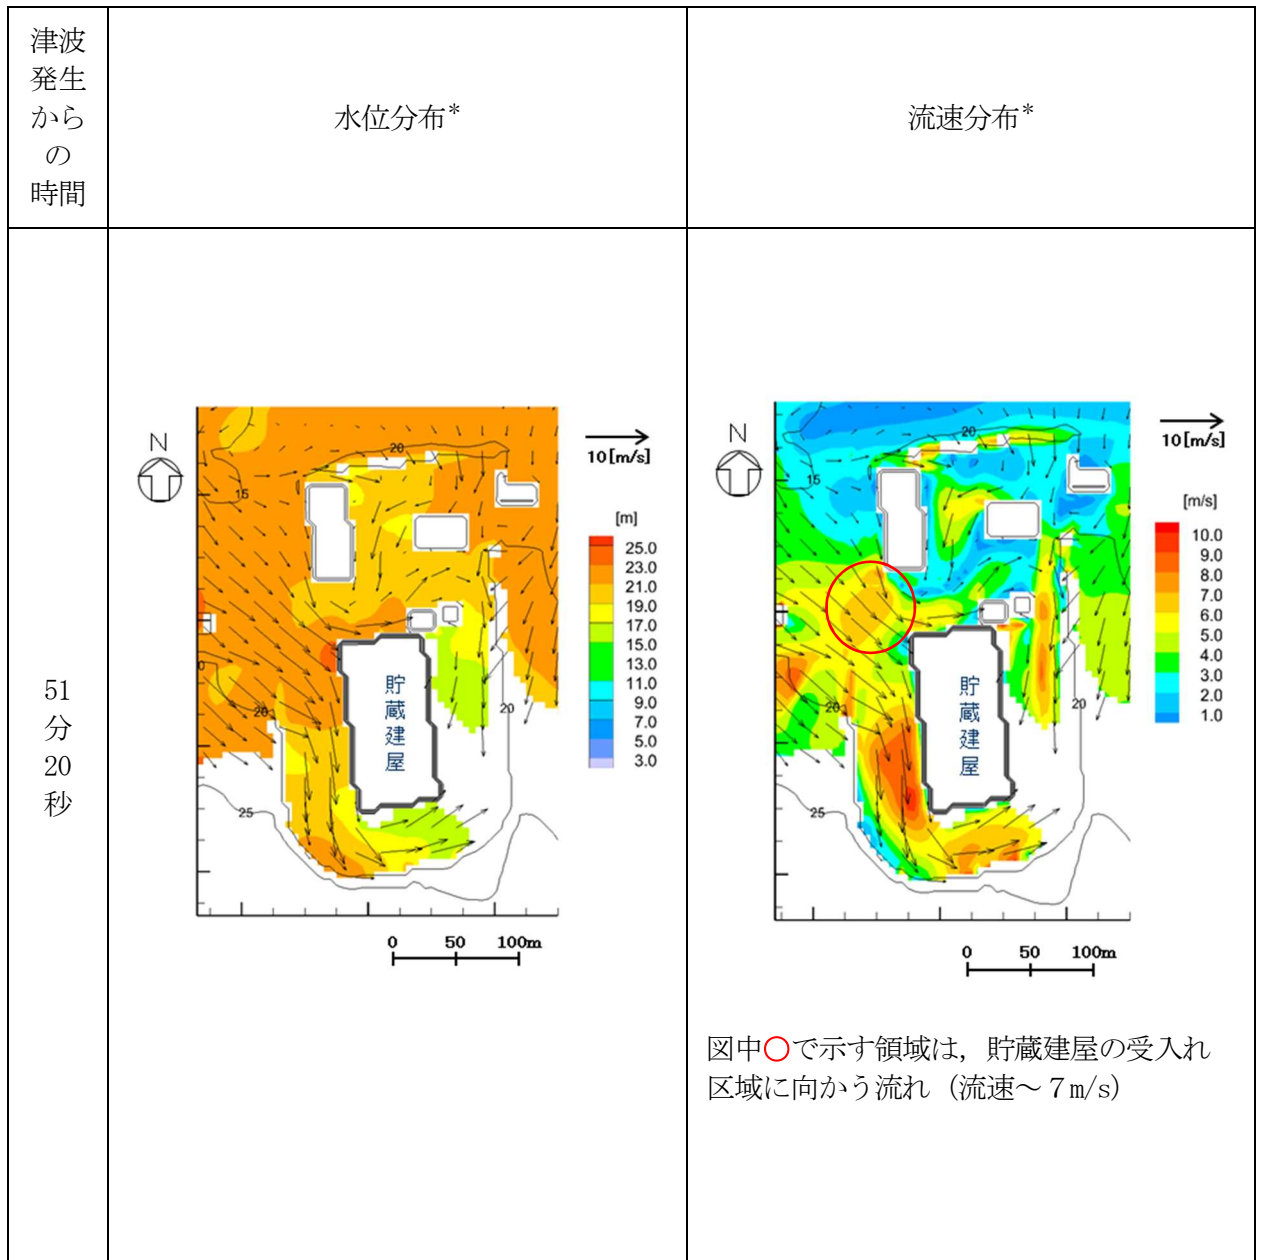 津波
発生
から
の
時間
水位分布*
流速分布*
51
分
20
秒
N
10[m/s]
[m]
25.0
23.0
21.0
19.0
17.0
15.0
13.0
11.0
9.0
7.0
5.0
3.0
20
15
20
20
25
貯
蔵
建
屋
0 50 100m
N
10[m/s]
[m/s]
10.0
9.0
8.0
7.0
6.0
5.0
4.0
3.0
2.0
1.0
20
15
20
20
25
貯
蔵
建
屋
0 50 100m
図中○で示す領域は，貯蔵建屋の受入れ
区域に向かう流れ（流速～７m/s）